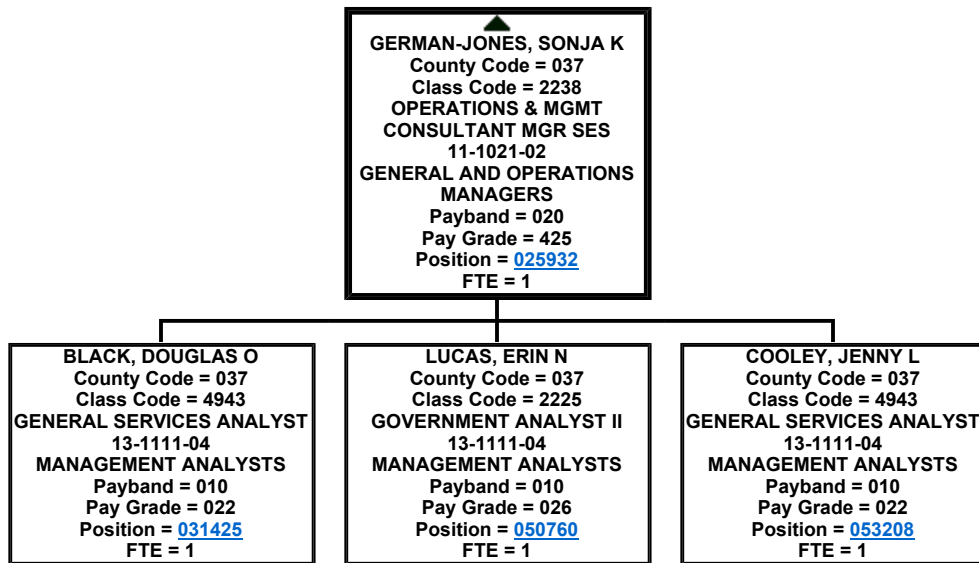 GERMAN-JONES, SONJA K
County Code = 037
Class Code = 2238
OPERATIONS & MGMT
CONSULTANT MGR SES
11-1021-02
GENERAL AND OPERATIONS
MANAGERS
Payband = 020
Pay Grade = 425
Position = 025932
FTE = 1
BLACK, DOUGLAS O
County Code = 037
Class Code = 4943
GENERAL SERVICES ANALYST
13-1111-04
MANAGEMENT ANALYSTS
Payband = 010
Pay Grade = 022
Position = 031425
FTE = 1
LUCAS, ERIN N
County Code = 037
Class Code = 2225
GOVERNMENT ANALYST II
13-1111-04
MANAGEMENT ANALYSTS
Payband = 010
Pay Grade = 026
Position = 050760
FTE = 1
COOLEY, JENNY L
County Code = 037
Class Code = 4943
GENERAL SERVICES ANALYST
13-1111-04
MANAGEMENT ANALYSTS
Payband = 010
Pay Grade = 022
Position = 053208
FTE = 1